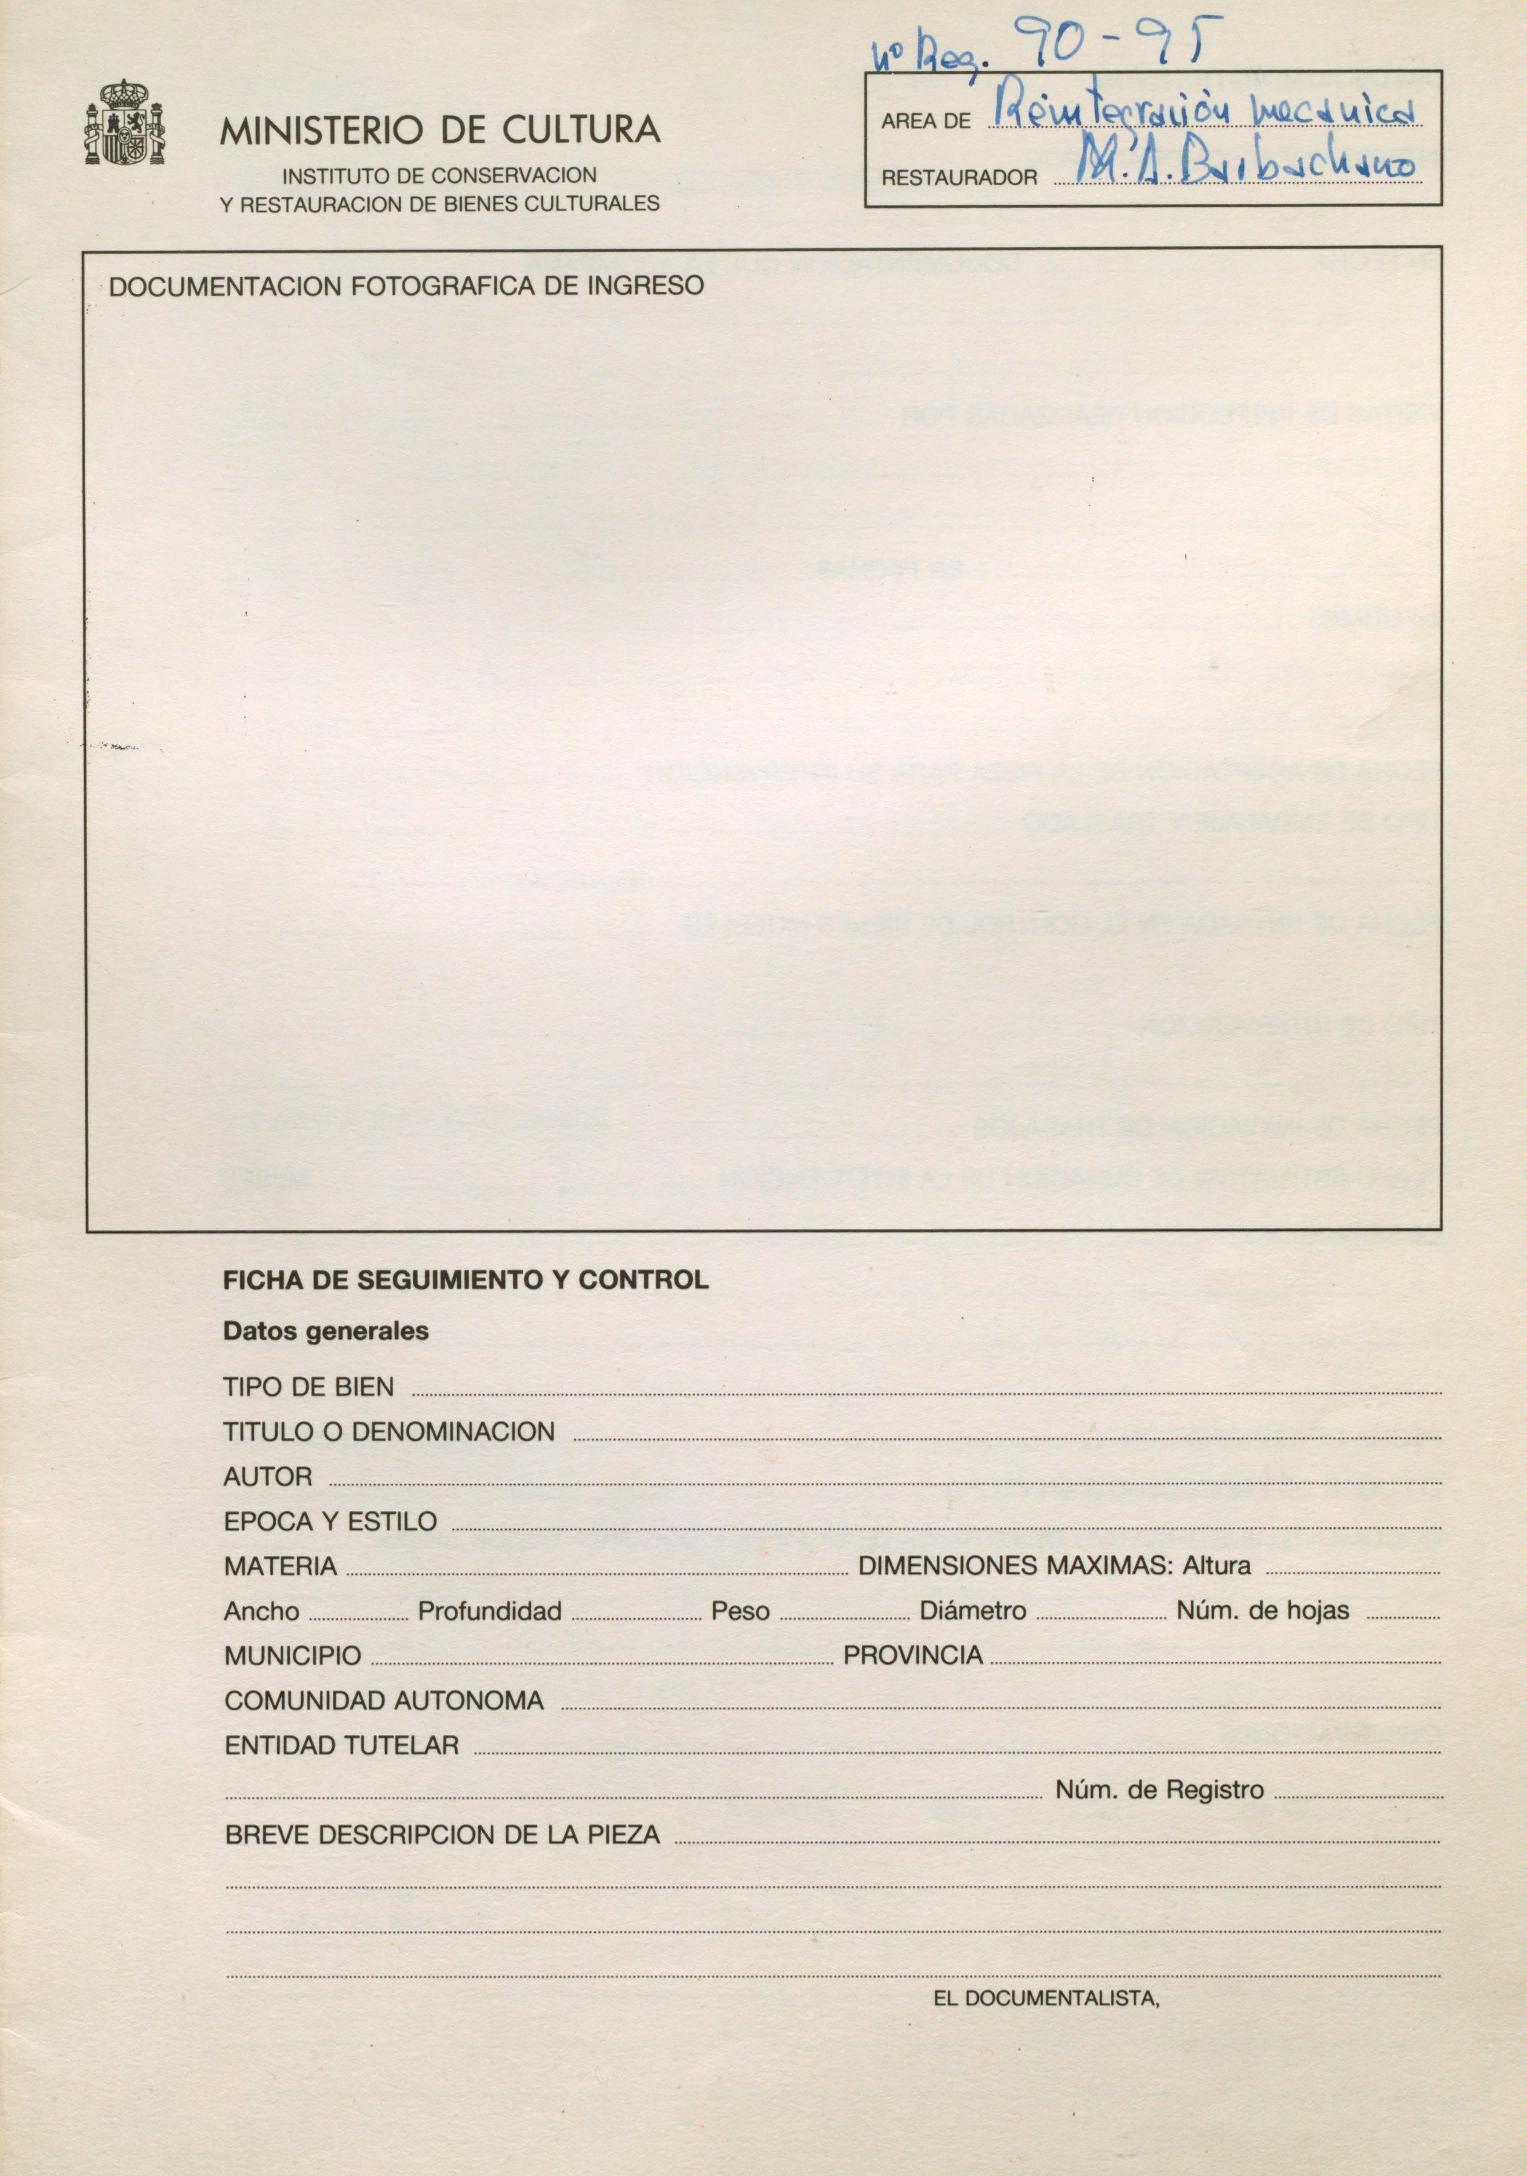 nº Reg. 90-95
AREA DE Reintegración mecánica
RESTAURADOR Mª A. Barbachano
MINISTERIO DE CULTURA
INSTITUTO DE CONSERVACION
Y RESTAURACION DE BIENES CULTURALES
DOCUMENTACION FOTOGRAFICA DE INGRESO
FICHA DE SEGUIMIENTO Y CONTROL
Datos generales
TIPO DE BIEN
TITULO O DENOMINACION
AUTOR
EPOCA Y ESTILO
MATERIA DIMENSIONES MAXIMAS: Altura
Ancho Profundidad Peso Diámetro Núm. de hojas
MUNICIPIO PROVINCIA
COMUNIDAD AUTONOMA
ENTIDAD TUTELAR
Núm. de Registro
BREVE DESCRIPCION DE LA PIEZA
EL DOCUMENTALISTA,